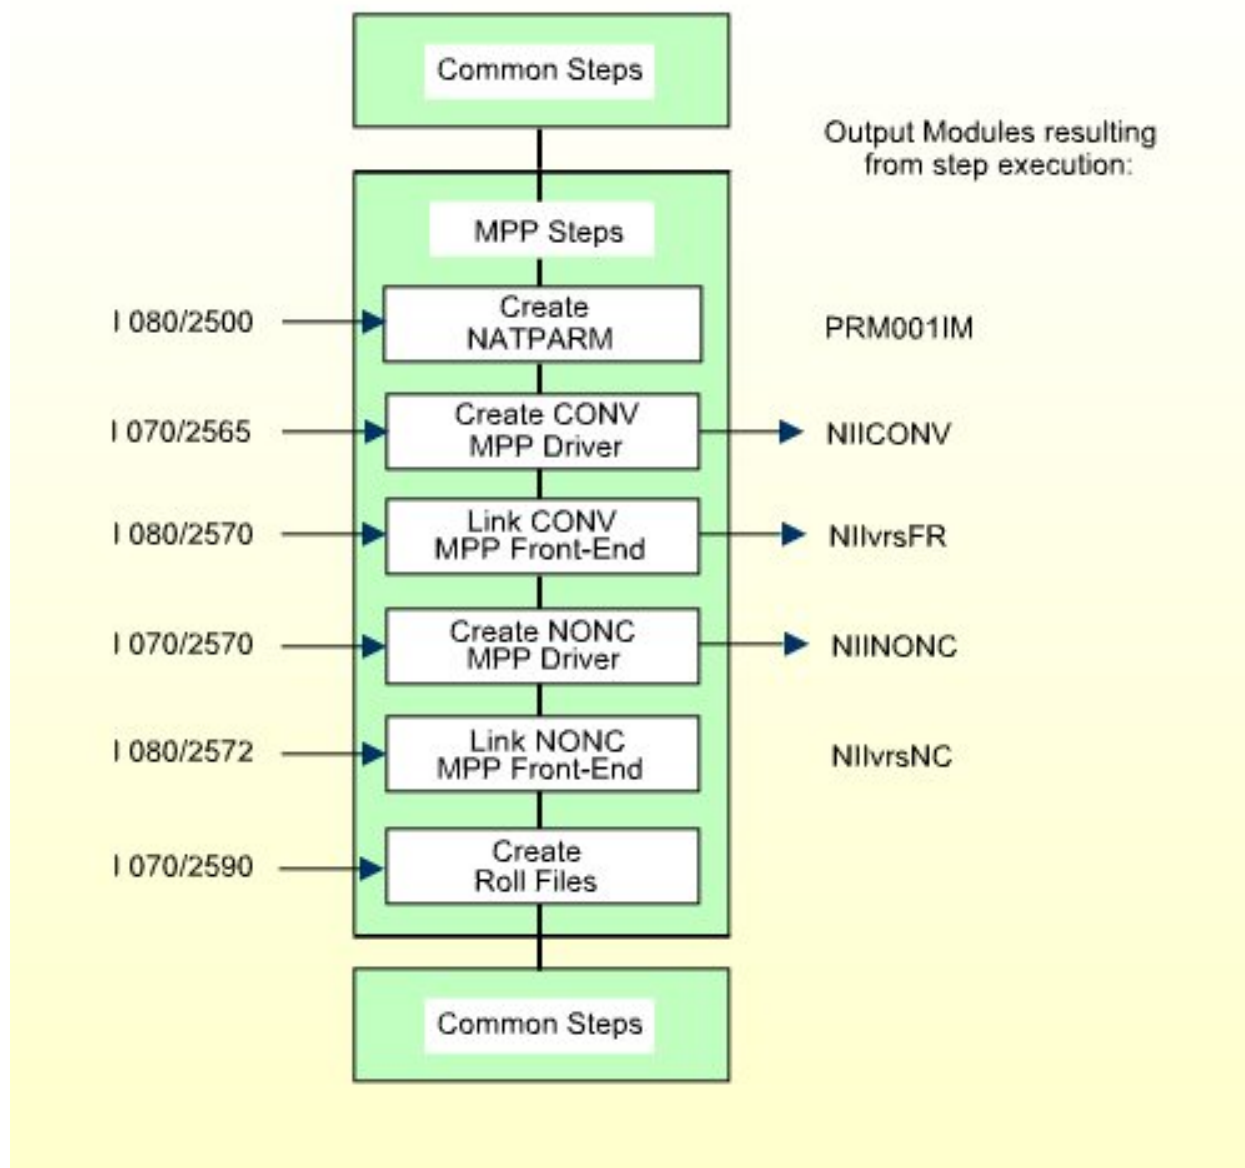 Common Steps
Output Modules resulting
from step execution:
MPP Steps
I 080/2500
Create
NATPARM
PRM001IM
I 070/2565
Create CONV
MPP Driver
NIICONV
I 080/2570
Link CONV
MPP Front-End
NIIvrsFR
I 070/2570
Create NONC
MPP Driver
NIINONC
I 080/2572
Link NONC
MPP Front-End
NIIvrsNC
I 070/2590
Create
Roll Files
Common Steps